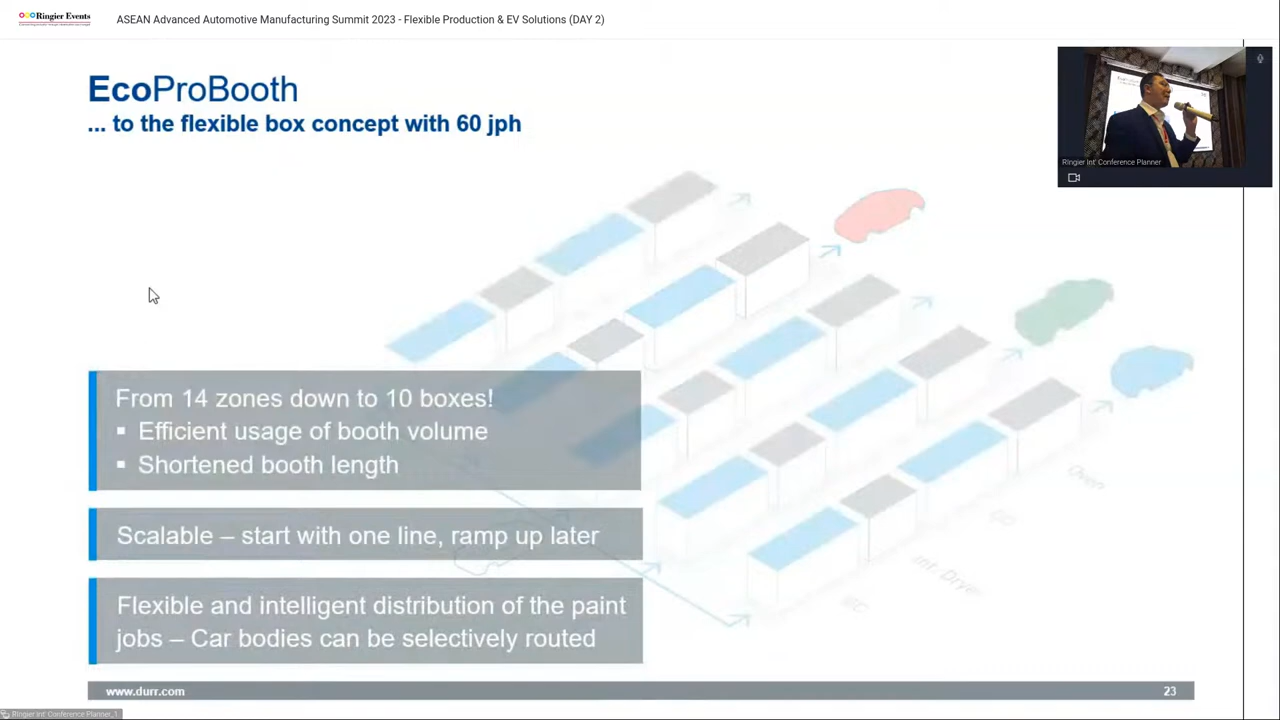 Ringier Events
ASEAN Advanced Automotive Manufacturing Summit 2023 - Flexible Production & EV Solutions (DAY 2)
EcoProBooth
... to the flexible box concept with 60 jph
Ringier Int' Conference Planner
From 14 zones down to 10 boxes!
▪ Efficient usage of booth volume
▪ Shortened booth length
Scalable – start with one line, ramp up later
Flexible and intelligent distribution of the paint
jobs – Car bodies can be selectively routed
Oven
Int. Dryer
www.durr.com
23
Ringier Int' Conference Planner_1